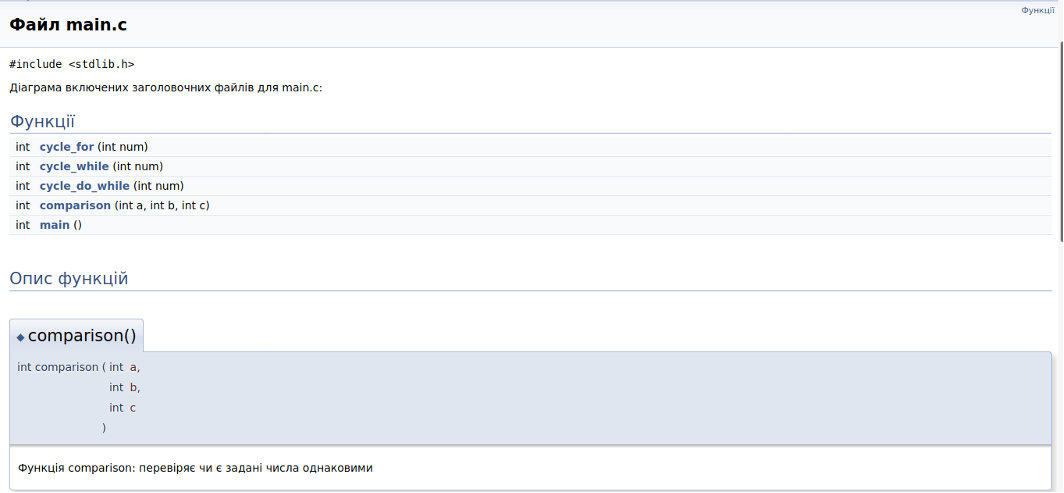 Функції
Файл main.c
#include <stdlib.h>
Діаграма включених заголовочних файлів для main.c:
Функції
int cycle_for (int num)
int cycle_while (int num)
int cycle_do_while (int num)
int comparison (int a, int b, int c)
int main ()
Опис функцій
◆ comparison()
int comparison ( int a,
int b,
int c
)
Функція comparison: перевіряє чи є задані числа однаковими